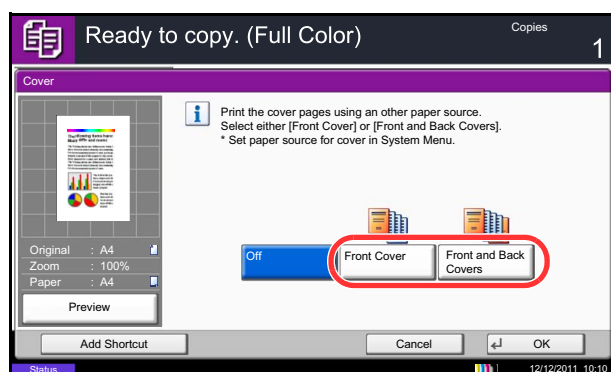 Ready to copy. (Full Color)
Copies
1
Cover
Print the cover pages using an other paper source.
Select either [Front Cover] or [Front and Back Covers].
* Set paper source for cover in System Menu.
Original : A4
Zoom : 100%
Paper : A4
Preview
Off
Front Cover
Front and Back
Covers
Add Shortcut
Cancel
OK
Status
12/12/2011 10:10